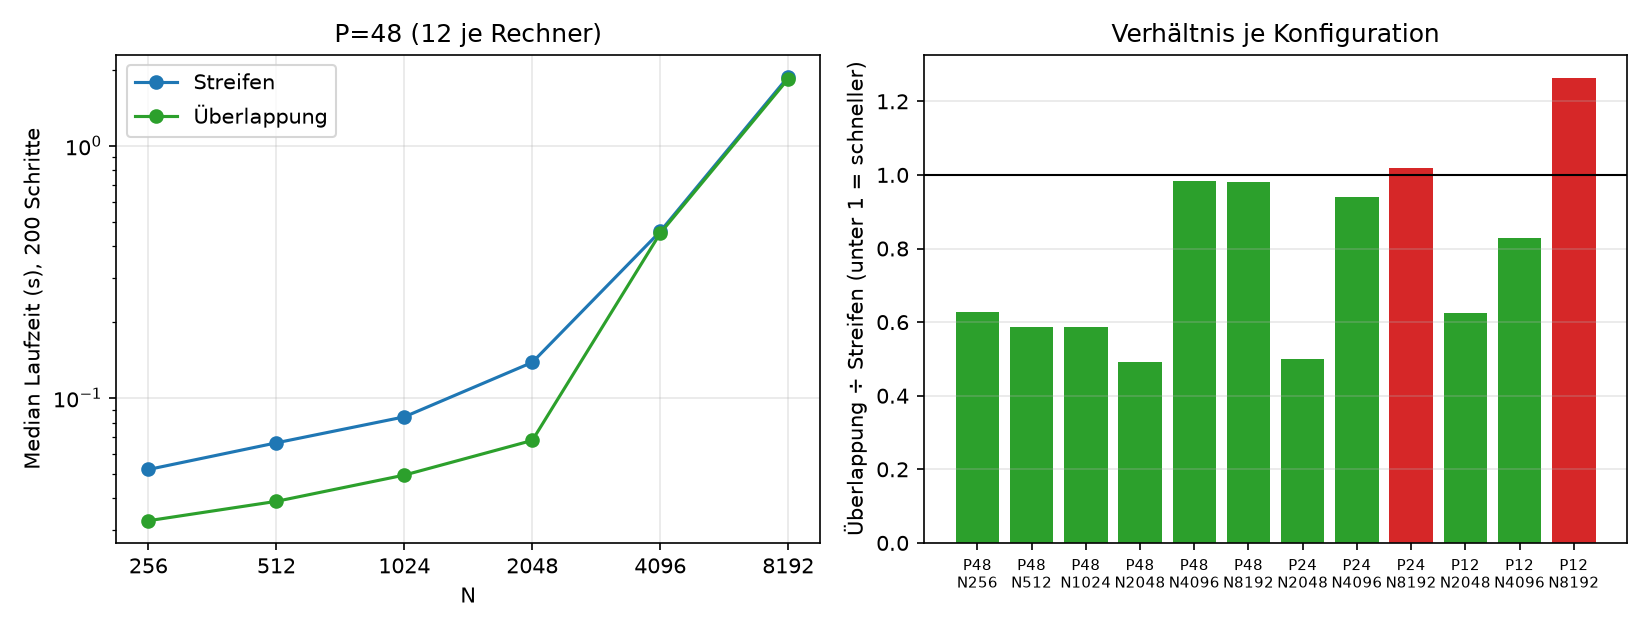 P=48 (12 je Rechner)
Streifen
Überlappung
Median Laufzeit (s), 200 Schritte
10⁰
10⁻¹
256 512 1024 2048 4096 8192
N
Verhältnis je Konfiguration
Überlappung ÷ Streifen (unter 1 = schneller)
1.2
1.0
0.8
0.6
0.4
0.2
0.0
P48 P48 P48 P48 P48 P48 P24 P24 P24 P12 P12 P12
N256 N512 N1024 N2048 N4096 N8192 N2048 N4096 N8192 N2048 N4096 N8192